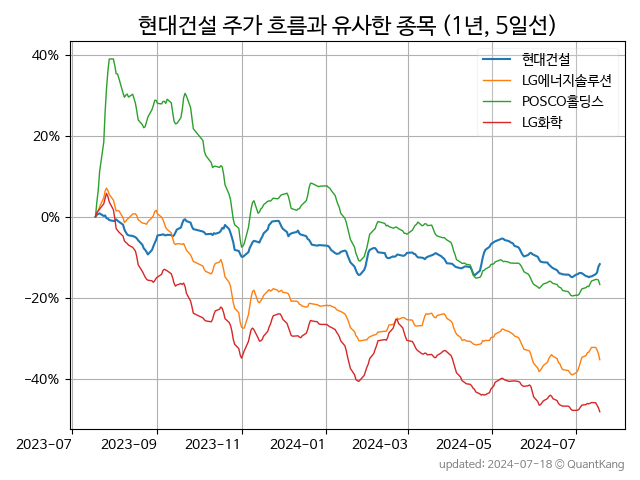 현대건설 주가 흐름과 유사한 종목 (1년, 5일선)
현대건설
LG에너지솔루션
POSCO홀딩스
LG화학
40%
20%
0%
−20%
−40%
2023-07 2023-09 2023-11 2024-01 2024-03 2024-05 2024-07
updated: 2024-07-18 © QuantKang